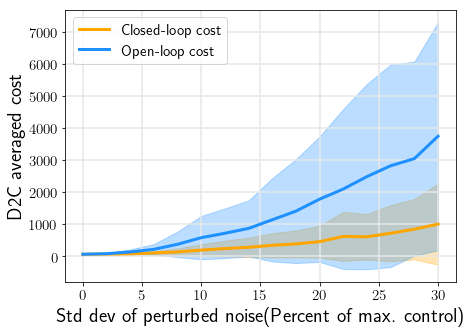 Closed-loop cost
Open-loop cost
D2C averaged cost
7000
6000
5000
4000
3000
2000
1000
0
0 5 10 15 20 25 30
Std dev of perturbed noise(Percent of max. control)